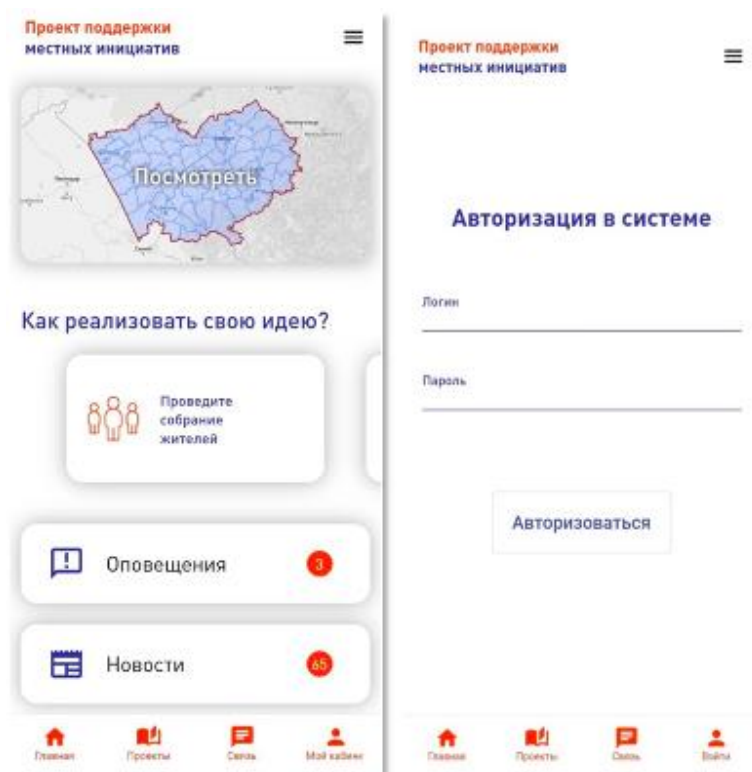 Проект поддержки
местных инициатив
Посмотреть
Как реализовать свою идею?
Проведите
собрание
жителей
Оповещения
3
Новости
65
Главная
Проекты
Связь
Мой кабине
Проект поддержки
местных инициатив
Авторизация в системе
Логин
Пароль
Авторизоваться
Главная
Проекты
Связь
Войти